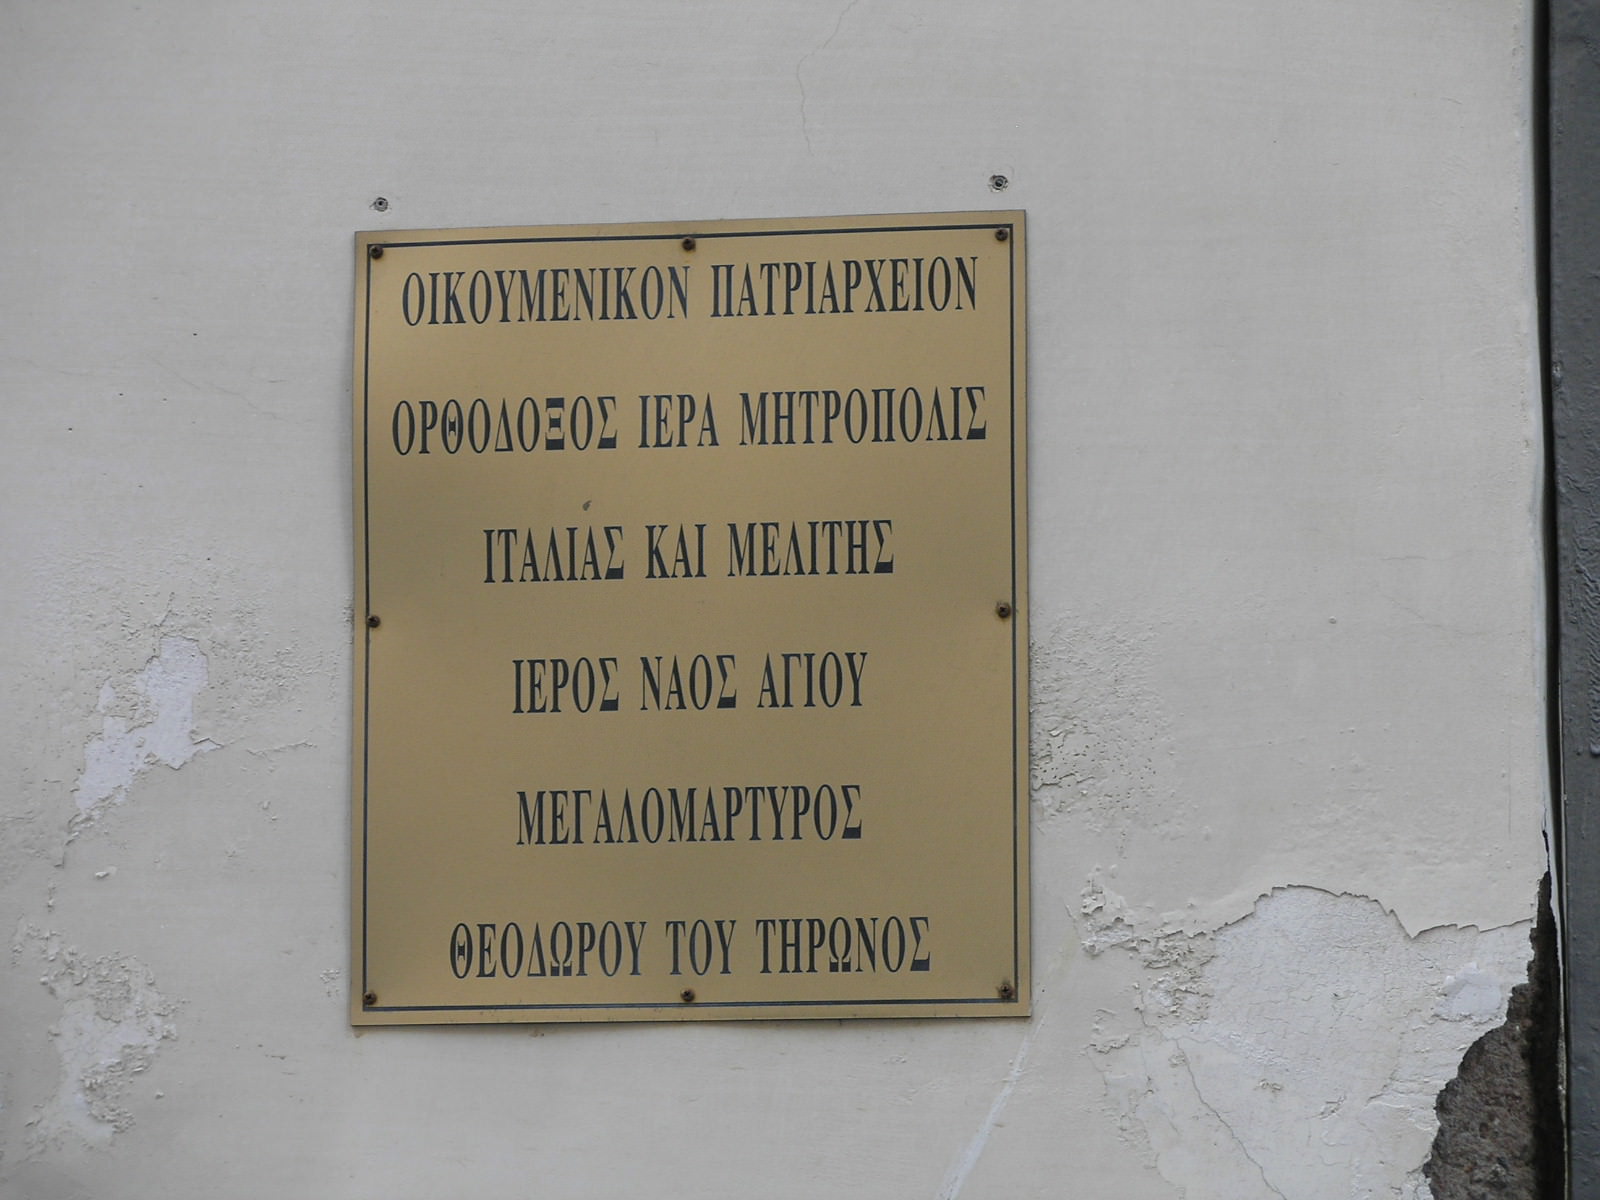 ΟΙΚΟΥΜΕΝΙΚΟΝ ΠΑΤΡΙΑΡΧΕΙΟΝ
ΟΡΘΟΔΟΞΟΣ ΙΕΡΑ ΜΗΤΡΟΠΟΛΙΣ
ΙΤΑΛΙΑΣ ΚΑΙ ΜΕΛΙΤΗΣ
ΙΕΡΟΣ ΝΑΟΣ ΑΓΙΟΥ
ΜΕΓΑΛΟΜΑΡΤΥΡΟΣ
ΘΕΟΔΩΡΟΥ ΤΟΥ ΤΗΡΩΝΟΣ